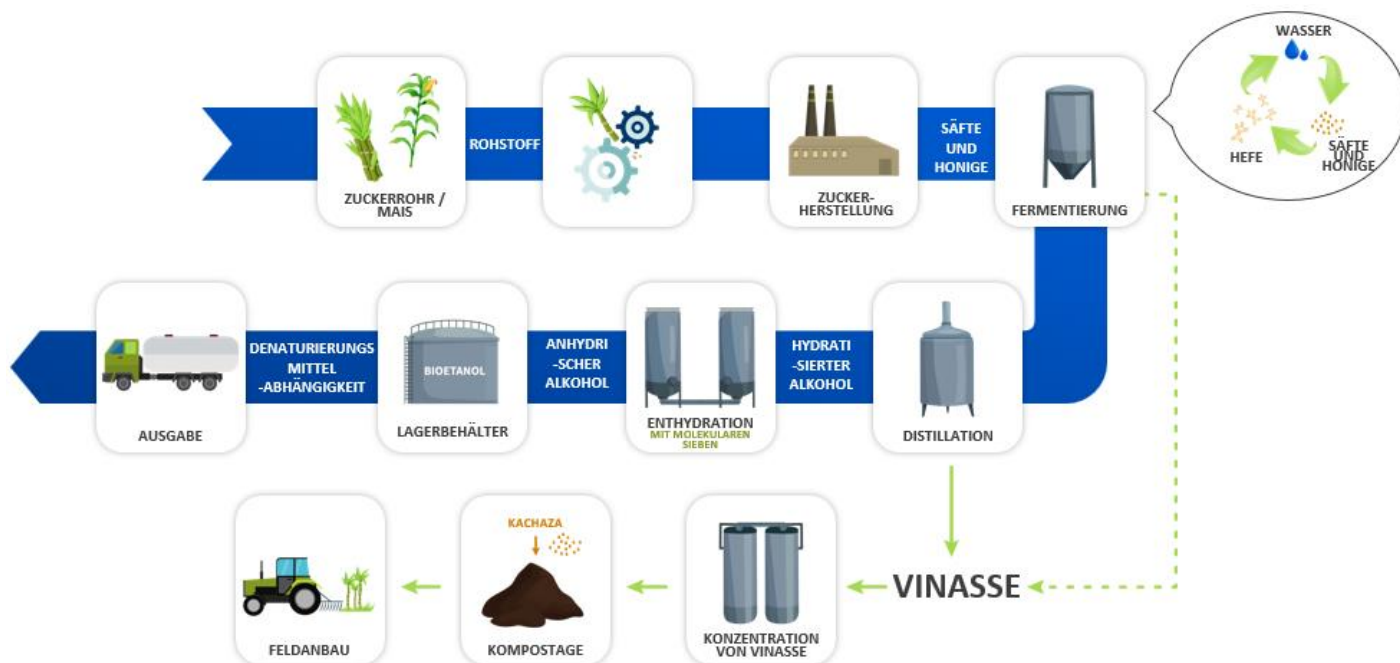 WASSER
SÄFTE
UND
HONIGE
HEFE
ZUCKERROHR /
MAIS
ROHSTOFF
ZUCKER-
HERSTELLUNG
SÄFTE
UND
HONIGE
FERMENTIERUNG
AUSGABE
DENATURIERUNGS
MITTEL
-ABHÄNGIGKEIT
BIOETANOL
LAGERBEHÄLTER
ANHYDRI
-SCHER
ALKOHOL
ENTHYDRATION
MIT MOLEKULAREN
SIEBEN
HYDRATI
-SIERTER
ALKOHOL
DISTILLATION
FELDANBAU
KACHAZA
KOMPOSTAGE
KONZENTRATION
VON VINASSE
VINASSE